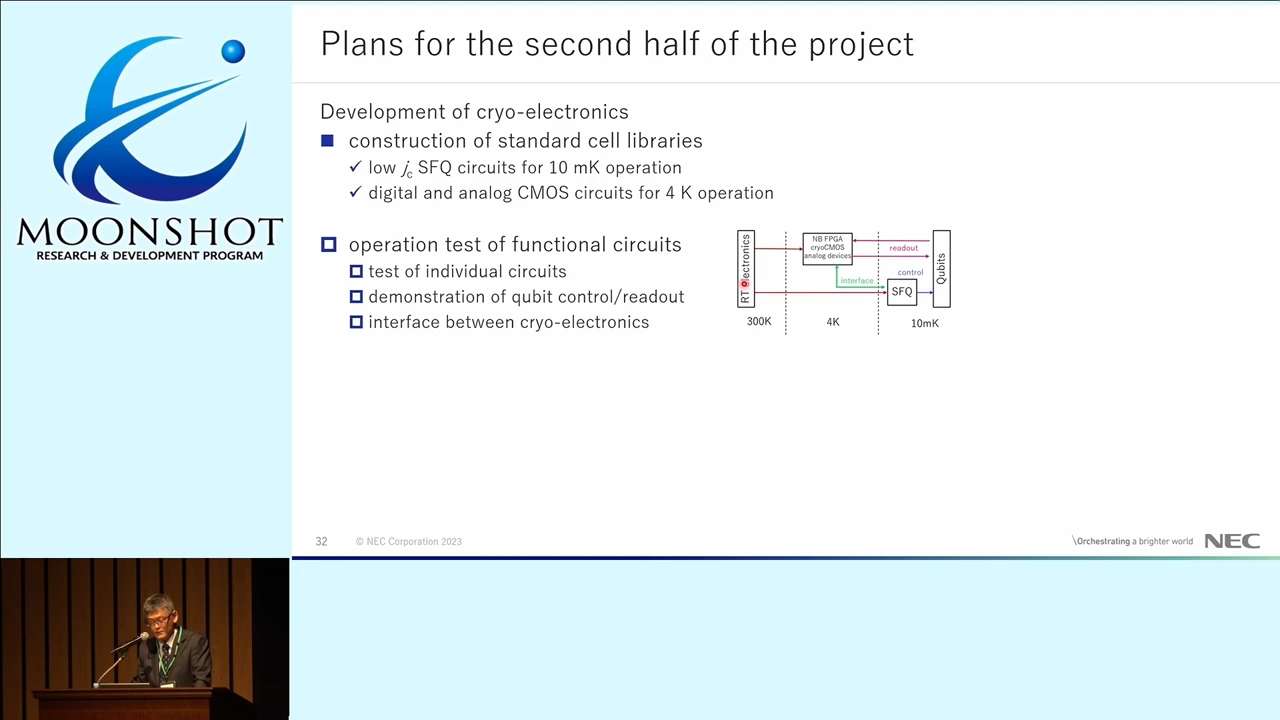 MOONSHOT
RESEARCH & DEVELOPMENT PROGRAM
Plans for the second half of the project
Development of cryo-electronics
construction of standard cell libraries
low jc SFQ circuits for 10 mK operation
digital and analog CMOS circuits for 4 K operation
operation test of functional circuits
test of individual circuits
demonstration of qubit control/readout
interface between cryo-electronics
RT electronics
NB FPGA
cryoCMOS
analog devices
readout
control
interface
SFQ
Qubits
300K
4K
10mK
32
© NEC Corporation 2023
\Orchestrating a brighter world
NEC